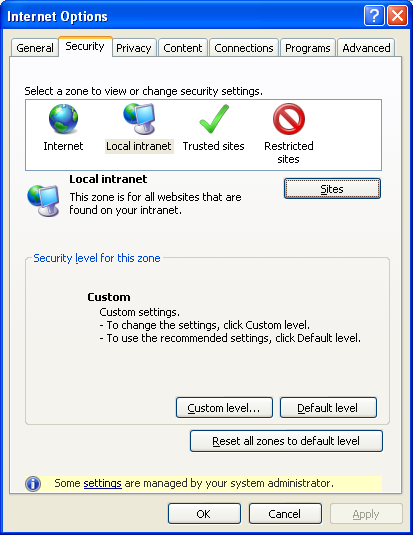 Internet Options
General Security Privacy Content Connections Programs Advanced
Select a zone to view or change security settings.
Internet Local intranet Trusted sites Restricted
sites
Local intranet
Sites
This zone is for all websites that are
found on your intranet.
Security level for this zone
Custom
Custom settings.
- To change the settings, click Custom level.
- To use the recommended settings, click Default level.
Custom level... Default level
Reset all zones to default level
Some settings are managed by your system administrator.
OK Cancel Apply